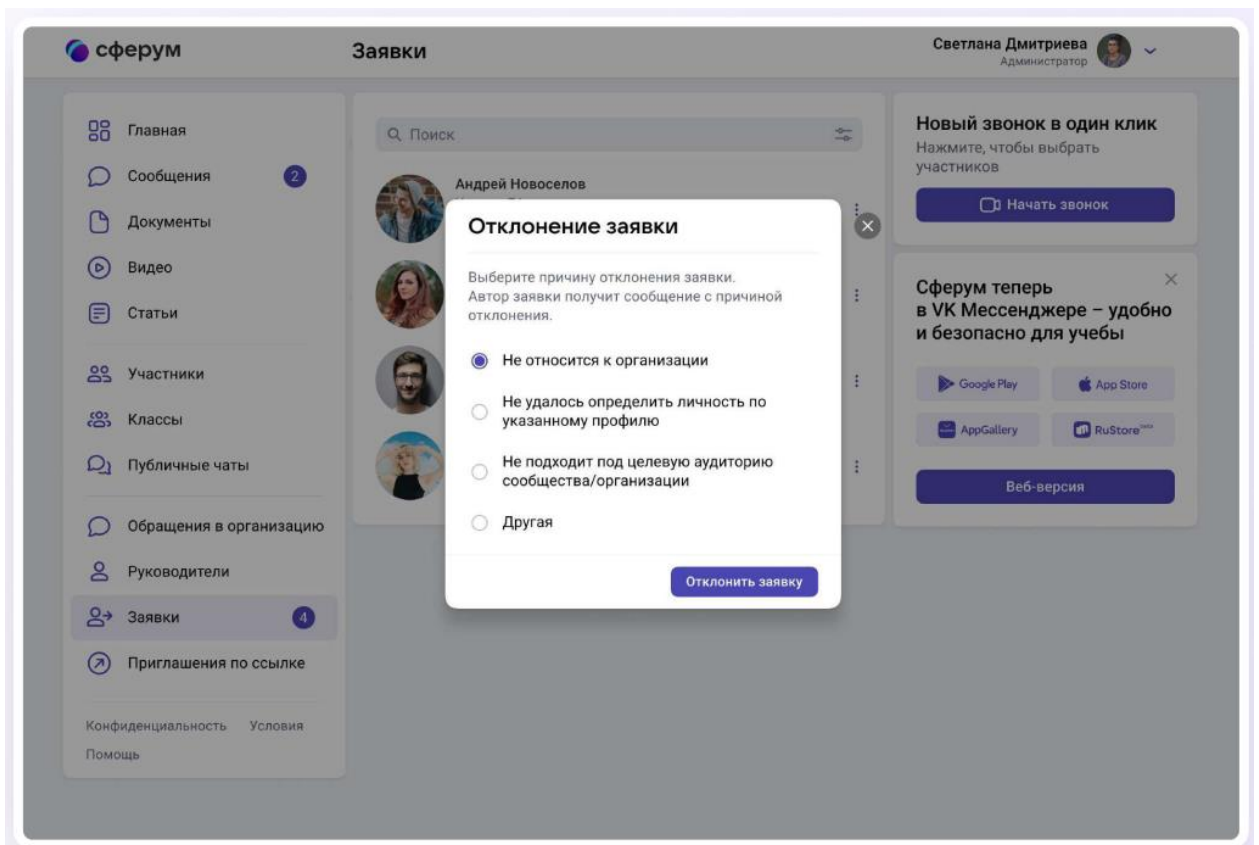 сферум
Заявки
Светлана Дмитриева
Администратор
Главная
Сообщения 2
Документы
Видео
Статьи
Участники
Классы
Публичные чаты
Обращения в организацию
Руководители
Заявки 4
Приглашения по ссылке
Конфиденциальность Условия
Помощь
Поиск
Андрей Новоселов
Отклонение заявки
Выберите причину отклонения заявки.
Автор заявки получит сообщение с причиной
отклонения.
Не относится к организации
Не удалось определить личность по
указанному профилю
Не подходит под целевую аудиторию
сообщества/организации
Другая
Отклонить заявку
Новый звонок в один клик
Нажмите, чтобы выбрать
участников
Начать звонок
Сферум теперь
в VK Мессенджере – удобно
и безопасно для учебы
Google Play App Store
AppGallery RuStore
Веб-версия